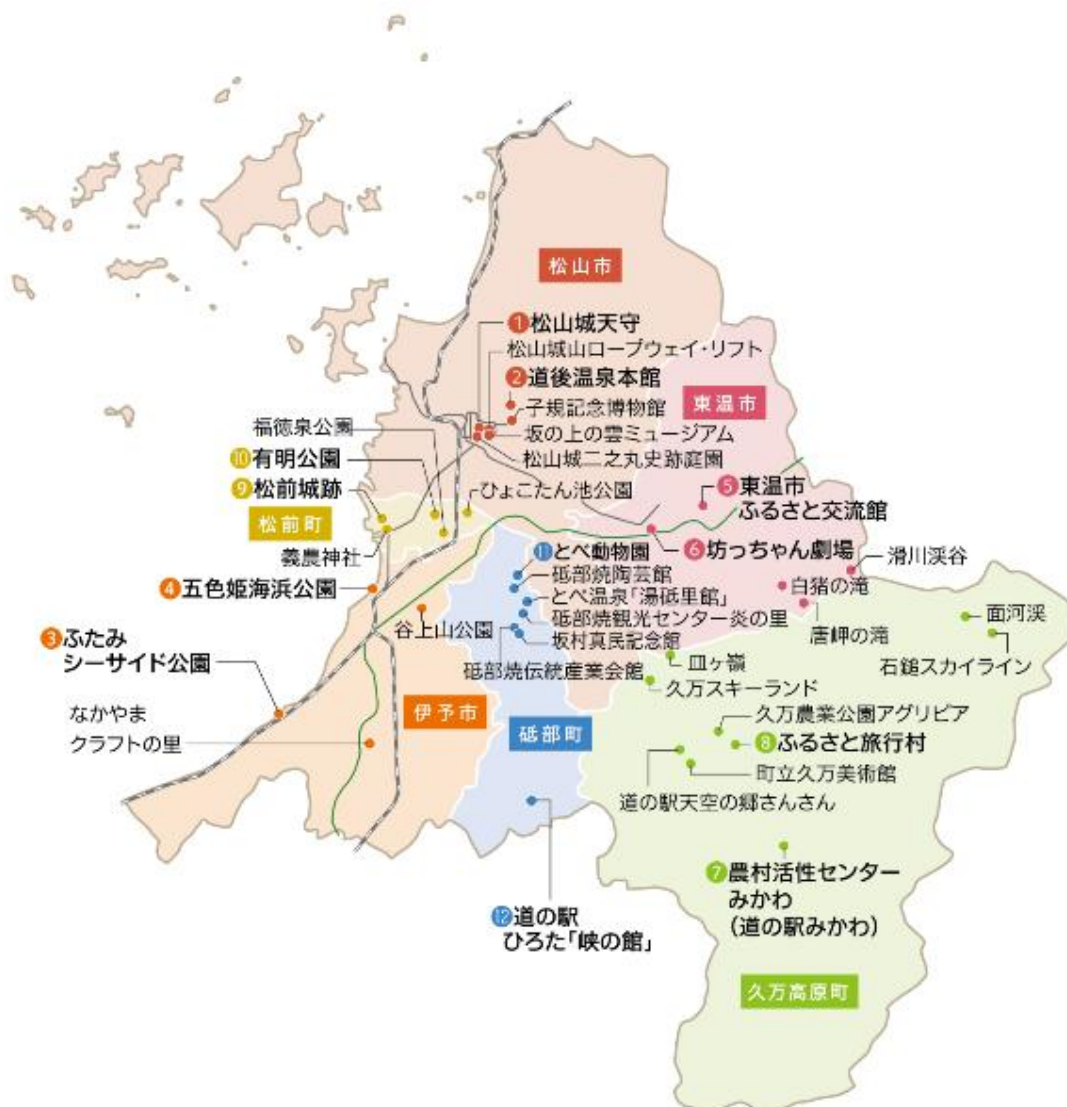 松山市
❶松山城天守
松山城山ロープウェイ・リフト
❷道後温泉本館
東温市
子規記念博物館
福徳泉公園
坂の上の雲ミュージアム
❿有明公園
松山城二之丸史跡庭園
❾松前城跡
ひょこたん池公園
❺東温市
ふるさと交流館
松前町
⓫とべ動物園
❻坊っちゃん劇場
義農神社
滑川渓谷
砥部焼陶芸館
❹五色姫海浜公園
白猪の滝
とべ温泉「湯砥里館」
砥部焼観光センター炎の里
面河渓
谷上山公園
唐岬の滝
❸ふたみ
シーサイド公園
坂村真民記念館
石鎚スカイライン
砥部焼伝統産業会館
皿ヶ嶺
久万スキーランド
なかやま
クラフトの里
伊予市
砥部町
久万農業公園アグリピア
❽ふるさと旅行村
町立久万美術館
道の駅天空の郷さんさん
❼農村活性センター
みかわ
（道の駅みかわ）
⓬道の駅
ひろた「峡の館」
久万高原町